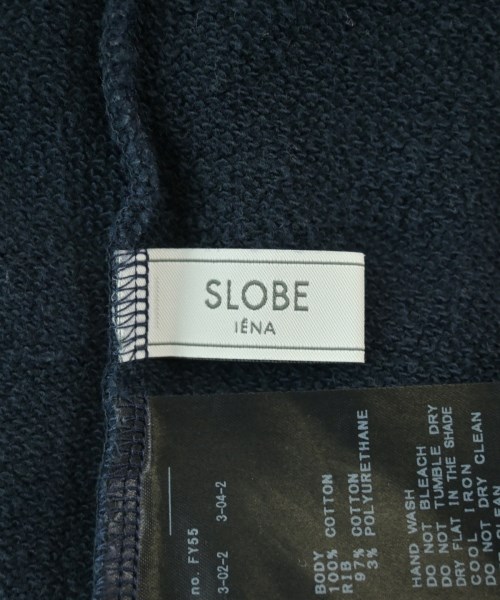 SLOBE
IÉNA
no. FY55
3-02-2 3-04-2
BODY
100% COTTON
RIB
97% COTTON
3% POLYURETHANE
HAND WASH
DO NOT BLEACH
DO NOT TUMBLE DRY
DRY FLAT IN THE SHADE
COOL IRON
DO NOT DRY CLEAN
CLEAN